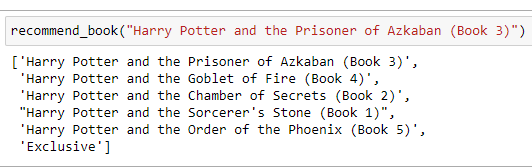 recommend_book("Harry Potter and the Prisoner of Azkaban (Book 3)")
['Harry Potter and the Prisoner of Azkaban (Book 3)',
'Harry Potter and the Goblet of Fire (Book 4)',
'Harry Potter and the Chamber of Secrets (Book 2)',
"Harry Potter and the Sorcerer's Stone (Book 1)",
'Harry Potter and the Order of the Phoenix (Book 5)',
'Exclusive']